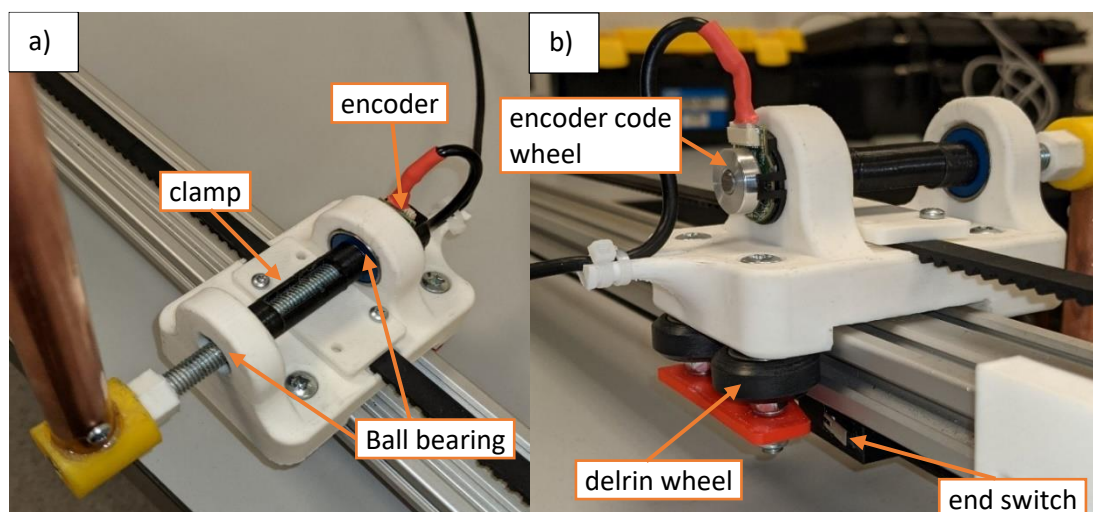 a)
encoder
clamp
Ball bearing
b)
encoder code
wheel
delrin wheel
end switch